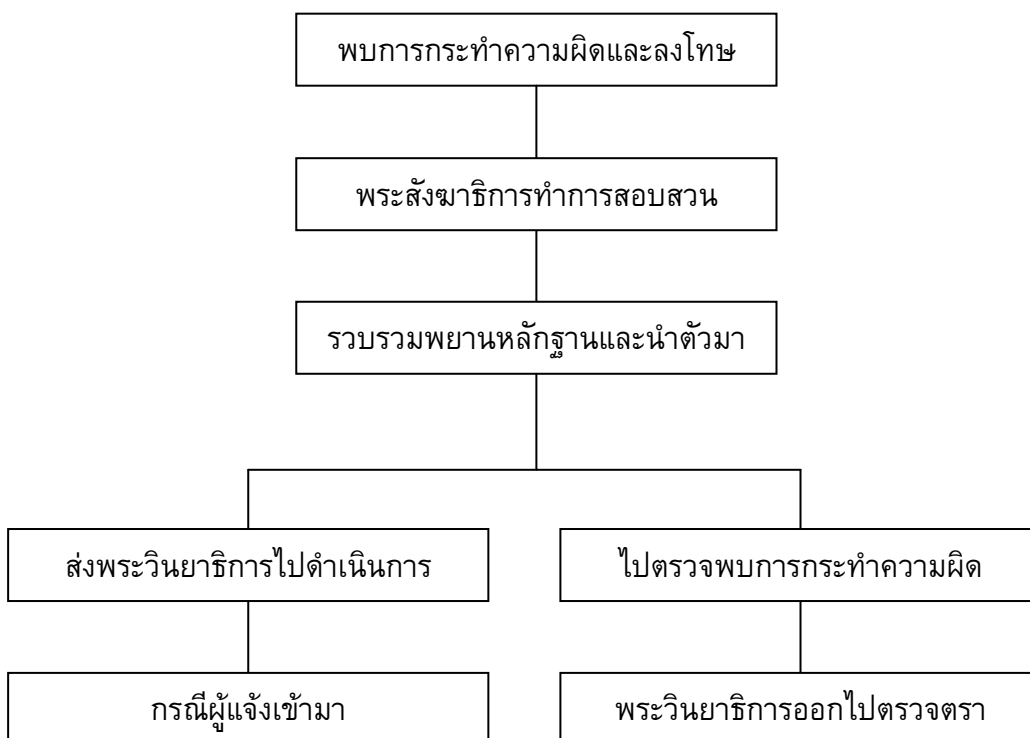 พบการกระทำความผิดและลงโทษ
พระสังฆาธิการทำการสอบสวน
รวบรวมพยานหลักฐานและนำตัวมา
ส่งพระวินยาธิการไปดำเนินการ
ไปตรวจพบการกระทำความผิด
กรณีผู้แจ้งเข้ามา
พระวินยาธิการออกไปตรวจตรา